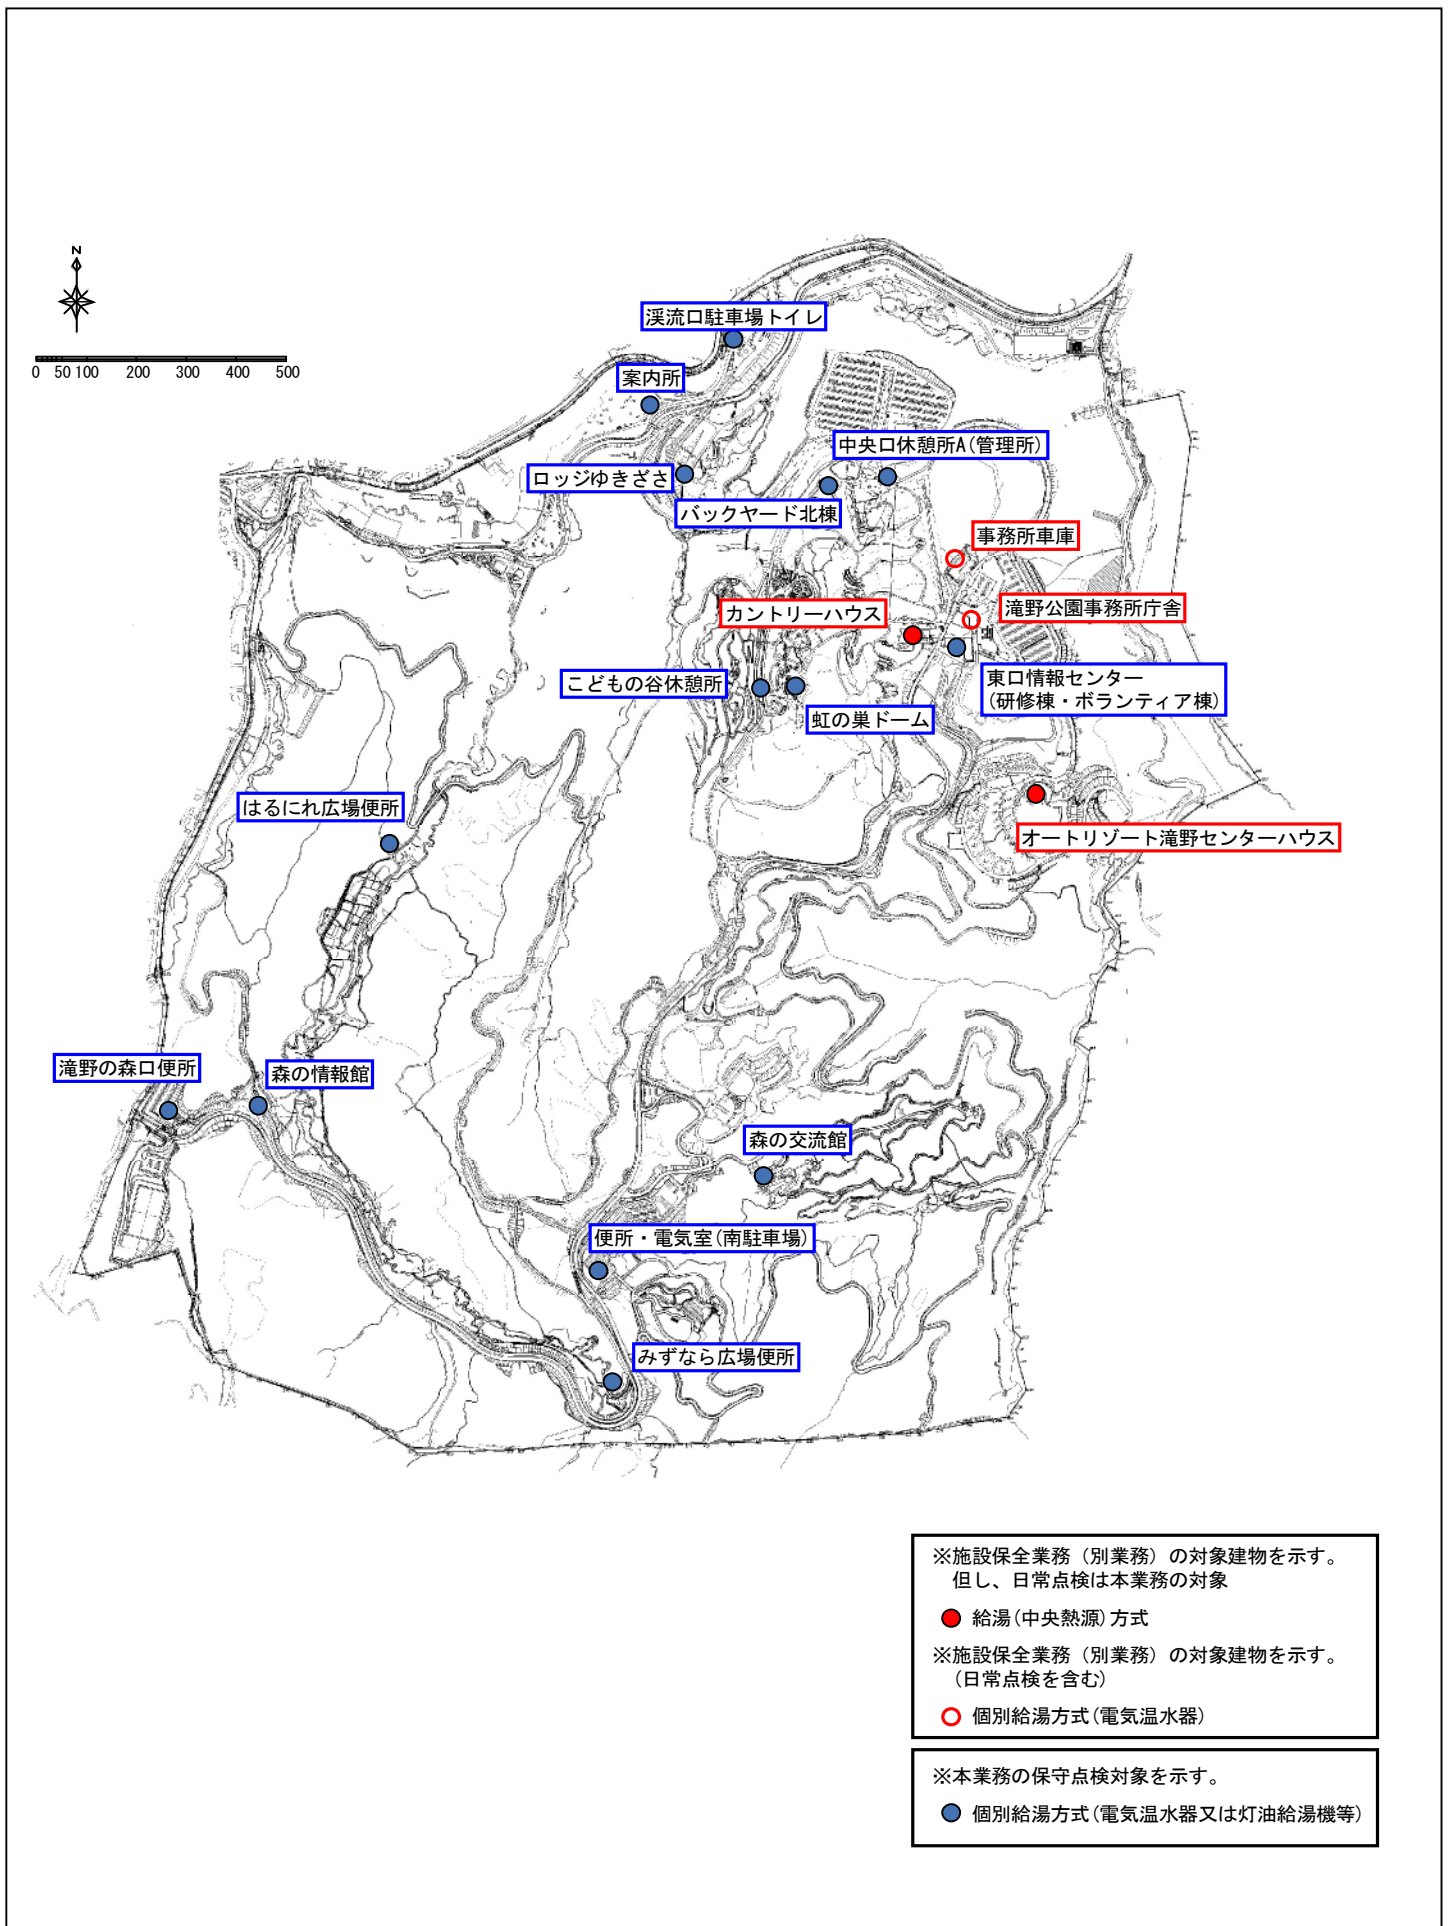 N
0 50 100 200 300 400 500
渓流口駐車場トイレ
案内所
中央口休憩所A(管理所)
ロッジゆきざさ
バックヤード北棟
事務所車庫
カントリーハウス
滝野公園事務所庁舎
こどもの谷休憩所
東口情報センター
(研修棟・ボランティア棟)
虹の巣ドーム
はるにれ広場便所
オートリゾート滝野センターハウス
滝野の森口便所
森の情報館
森の交流館
便所・電気室(南駐車場)
みずなら広場便所
※施設保全業務（別業務）の対象建物を示す。
但し、日常点検は本業務の対象
給湯(中央熱源)方式
※施設保全業務（別業務）の対象建物を示す。
(日常点検を含む)
個別給湯方式(電気温水器)
※本業務の保守点検対象を示す。
個別給湯方式(電気温水器又は灯油給湯機等)